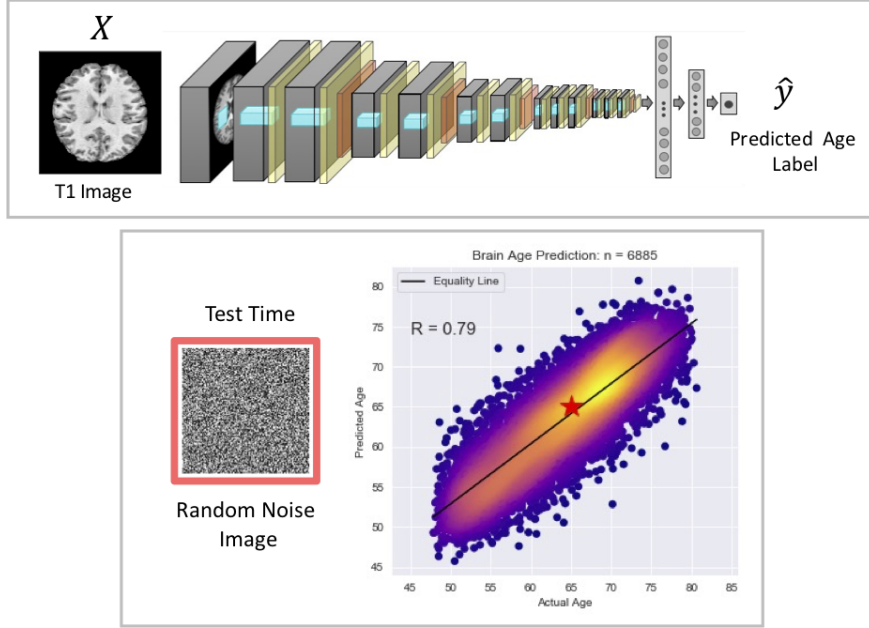 X
T1 Image
ŷ
Predicted Age
Label
Test Time
Random Noise
Image
Brain Age Prediction: n = 6885
Equality Line
R = 0.79
Predicted Age
80
75
70
65
60
55
50
45
45 50 55 60 65 70 75 80 85
Actual Age